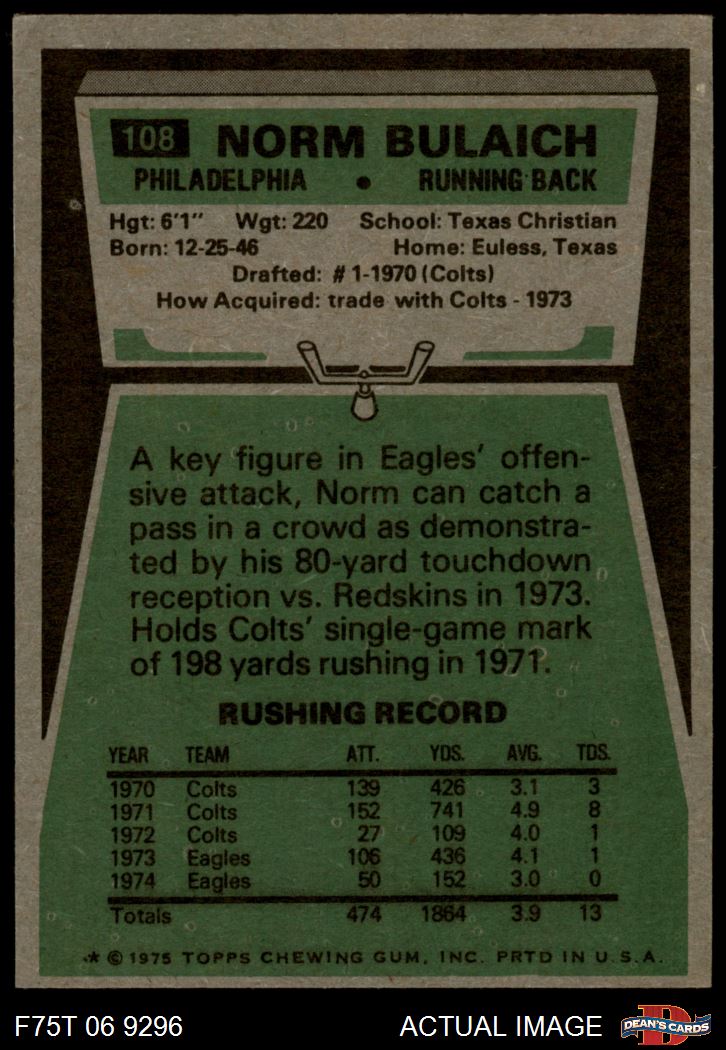 108 NORM BULAICH
PHILADELPHIA • RUNNING BACK
Hgt: 6'1" Wgt: 220 School: Texas Christian
Born: 12-25-46 Home: Euless, Texas
Drafted: # 1-1970 (Colts)
How Acquired: trade with Colts - 1973
A key figure in Eagles' offen-
sive attack, Norm can catch a
pass in a crowd as demonstra-
ted by his 80-yard touchdown
reception vs. Redskins in 1973.
Holds Colts' single-game mark
of 198 yards rushing in 1971.
RUSHING RECORD
YEAR TEAM ATT. YDS. AVG. TDS.
1970 Colts 139 426 3.1 3
1971 Colts 152 741 4.9 8
1972 Colts 27 109 4.0 1
1973 Eagles 106 436 4.1 1
1974 Eagles 50 152 3.0 0
Totals 474 1864 3.9 13
* © 1975 TOPPS CHEWING GUM, INC. PRTD IN U.S.A.
F75T 06 9296 ACTUAL IMAGE D DEAN'S CARDS